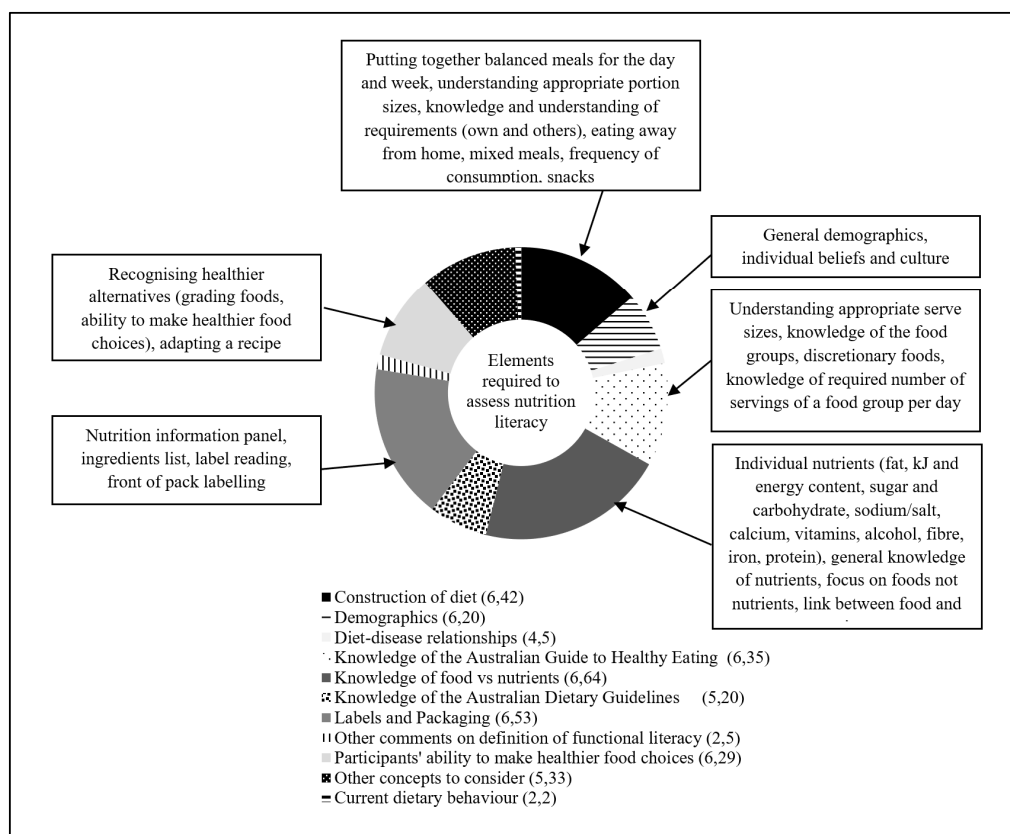 Putting together balanced meals for the day
and week, understanding appropriate portion
sizes, knowledge and understanding of
requirements (own and others), eating away
from home, mixed meals, frequency of
consumption, snacks
General demographics,
individual beliefs and culture
Recognising healthier
alternatives (grading foods,
ability to make healthier food
choices), adapting a recipe
Understanding appropriate serve
sizes, knowledge of the food
groups, discretionary foods,
knowledge of required number of
servings of a food group per day
Elements
required to
assess nutrition
literacy
Nutrition information panel,
ingredients list, label reading,
front of pack labelling
Individual nutrients (fat, kJ and
energy content, sugar and
carbohydrate, sodium/salt,
calcium, vitamins, alcohol, fibre,
iron, protein), general knowledge
of nutrients, focus on foods not
nutrients, link between food and
Construction of diet (6,42)
Demographics (6,20)
Diet-disease relationships (4,5)
Knowledge of the Australian Guide to Healthy Eating (6,35)
Knowledge of food vs nutrients (6,64)
Knowledge of the Australian Dietary Guidelines (5,20)
Labels and Packaging (6,53)
Other comments on definition of functional literacy (2,5)
Participants' ability to make healthier food choices (6,29)
Other concepts to consider (5,33)
Current dietary behaviour (2,2)